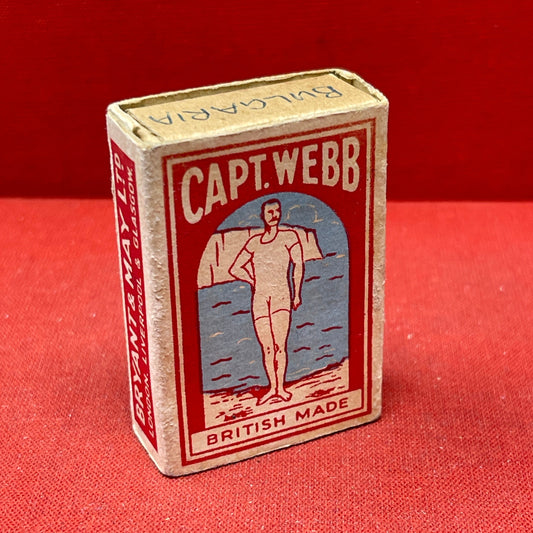 BULGARIA
CAPT. WEBB
BRITISH MADE
BRYANT & MAY LTD
LONDON, LIVERPOOL & GLASGOW.